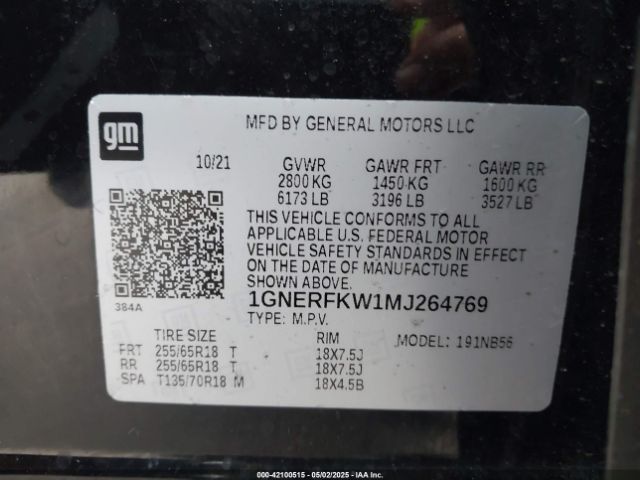 gm
MFD BY GENERAL MOTORS LLC
10/21 GVWR GAWR FRT GAWR RR
2800 KG 1450 KG 1600 KG
6173 LB 3196 LB 3527 LB
THIS VEHICLE CONFORMS TO ALL
APPLICABLE U.S. FEDERAL MOTOR
VEHICLE SAFETY STANDARDS IN EFFECT
ON THE DATE OF MANUFACTURE
SHOWN ABOVE.
384A
1GNERFKW1MJ264769
TYPE: M.P.V.
TIRE SIZE RIM MODEL: 191NB56
FRT 255/65R18 T 18X7.5J
RR 255/65R18 T 18X7.5J
SPA T135/70R18 M 18X4.5B
000-42100515 - 05/02/2025 - IAAI, Inc.